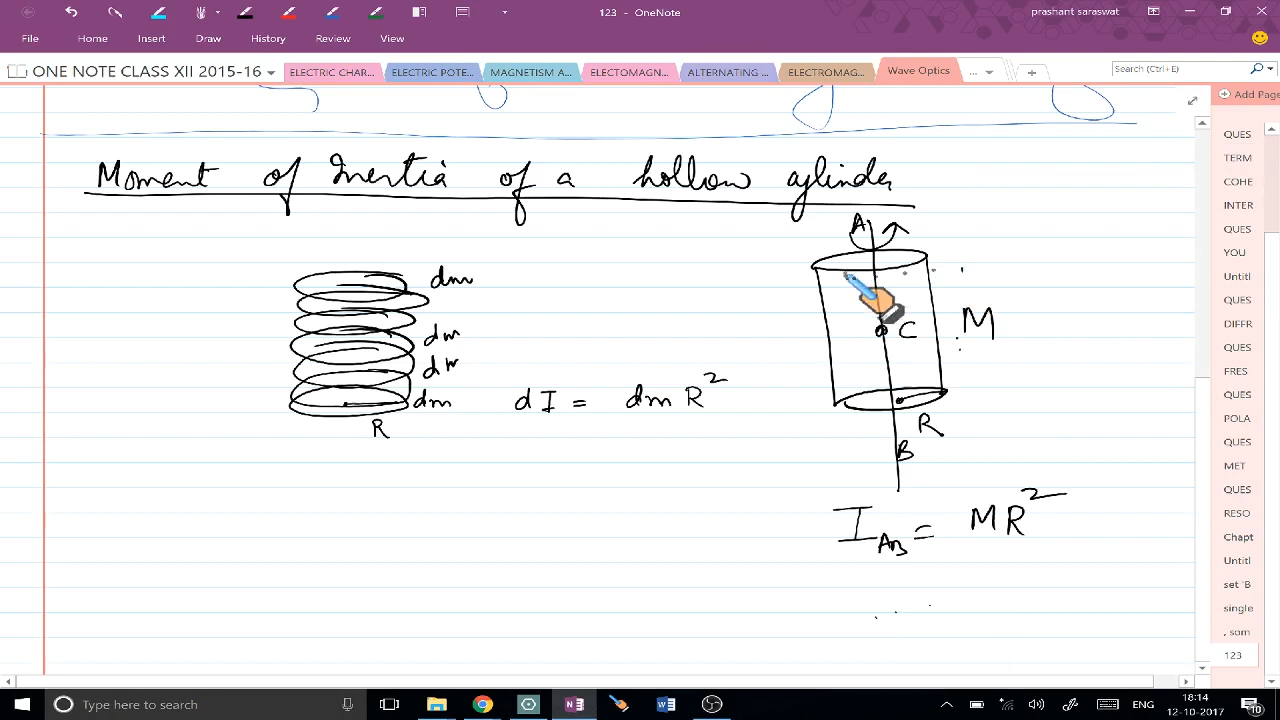 123 - OneNote
prashant saraswat
File Home Insert Draw History Review View
ONE NOTE CLASS XII 2015-16
ELECTRIC CHAR...
ELECTRIC POTE...
MAGNETISM A...
ELECTOMAGN...
ALTERNATING ...
ELECTROMAG...
Wave Optics
...
Search (Ctrl+E)
Add Page
Moment of Inertia of a hollow cylinder
A
dm
C
M
dm
dm
dm
R
dI = dm R²
R
B
I_AB = MR²
QUES
TERM
COHE
INTER
QUES
YOU
Untitl
QUES
DIFFR
QUES
FRES
QUES
POLA
QUES
MET
QUES
RESO
Chapt
Untitl
set 'B
single
, som
123
Type here to search
ENG
18:14
12-10-2017
10